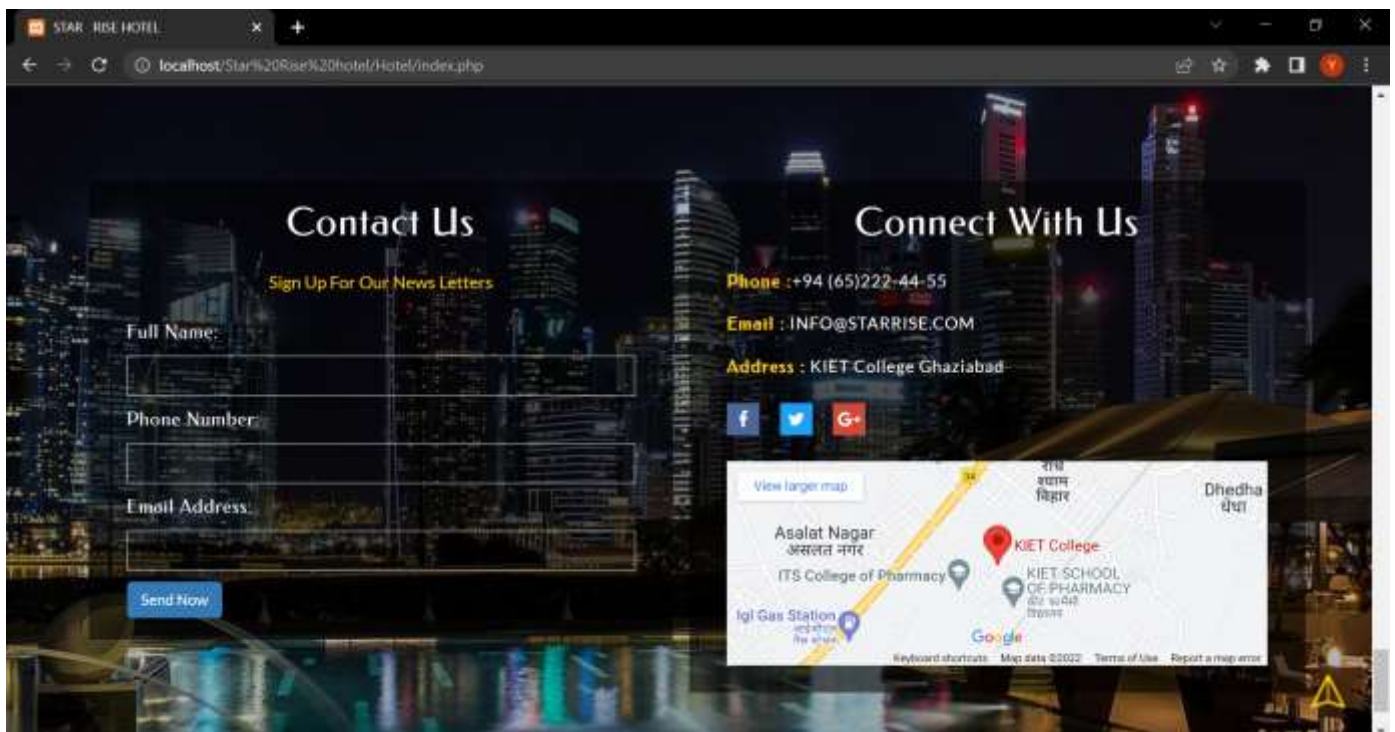 STAR RISE HOTEL
localhost/Star%20Rise%20hotel/Hotel/index.php
Contact Us
Sign Up For Our News Letters
Full Name:
Phone Number:
Email Address:
Send Now
Connect With Us
Phone :+94 (65)222-44-55
Email : INFO@STARRISE.COM
Address : KIET College Ghaziabad
f
G+
View larger map
34
श्याम
विहार
Dhedha
Asalat Nagar
असलत नगर
KIET College
ITS College of Pharmacy
KIET SCHOOL
OF PHARMACY
Igl Gas Station
Google
Keyboard shortcuts Map data ©2022 Terms of Use Report a map error